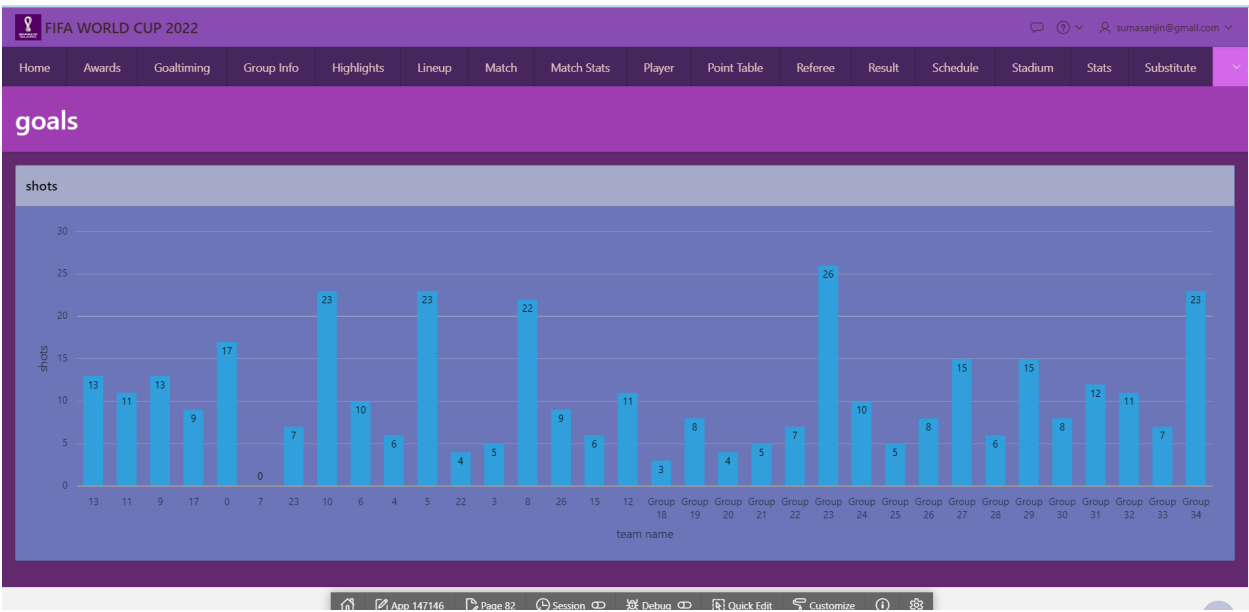 FIFA WORLD CUP 2022
sumasanjin@gmail.com
Home Awards Goaltiming Group Info Highlights Lineup Match Match Stats Player Point Table Referee Result Schedule Stadium Stats Substitute
goals
shots
30
25
20
15
10
5
0
shots
13 11 13 9 17 0 7 23 10 6 23 4 5 22 9 6 11 3 8 4 5 7 26 10 5 8 15 6 15 8 12 11 7 23
13 11 9 17 0 7 23 10 6 4 5 22 3 8 26 15 12 Group Group Group Group Group Group Group Group Group Group Group Group Group Group Group Group Group
18 19 20 21 22 23 24 25 26 27 28 29 30 31 32 33 34
team name
App 147146 Page 82 Session Debug Quick Edit Customize